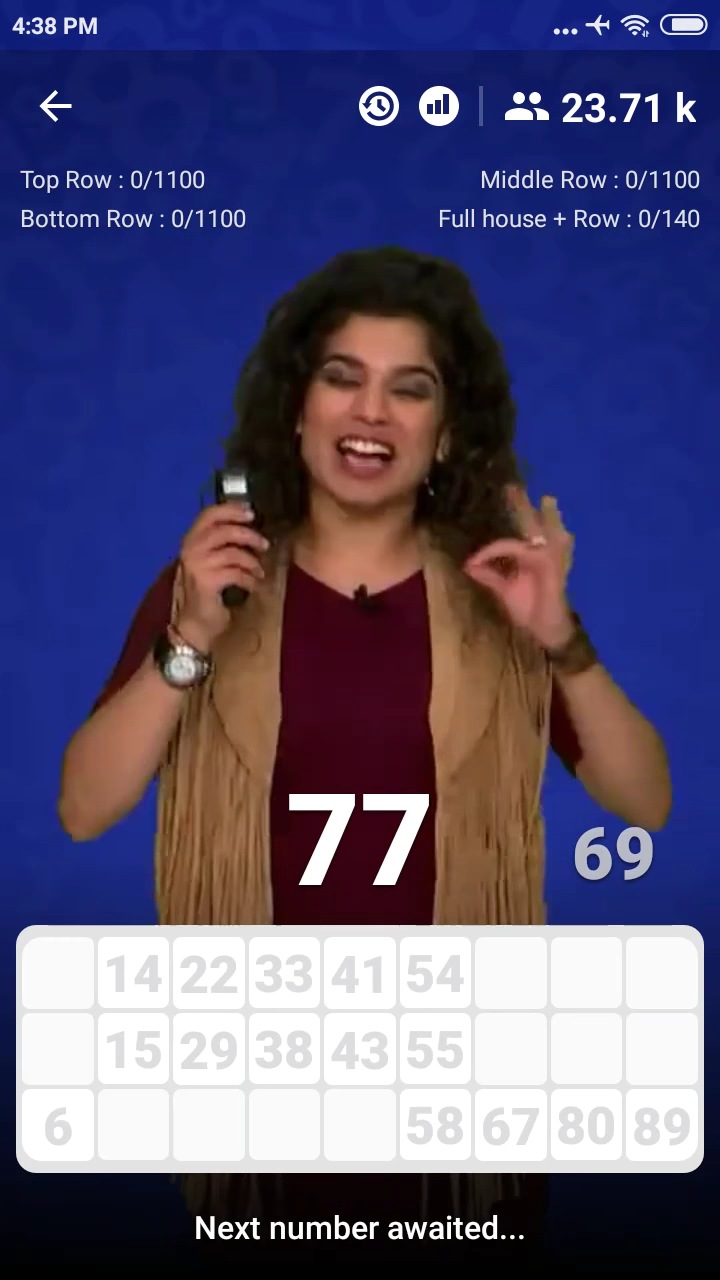 4:38 PM
23.71 k
Top Row : 0/1100 Middle Row : 0/1100
Bottom Row : 0/1100 Full house + Row : 0/140
77 69
14 22 33 41 54
15 29 38 43 55
6 58 67 80 89
Next number awaited...